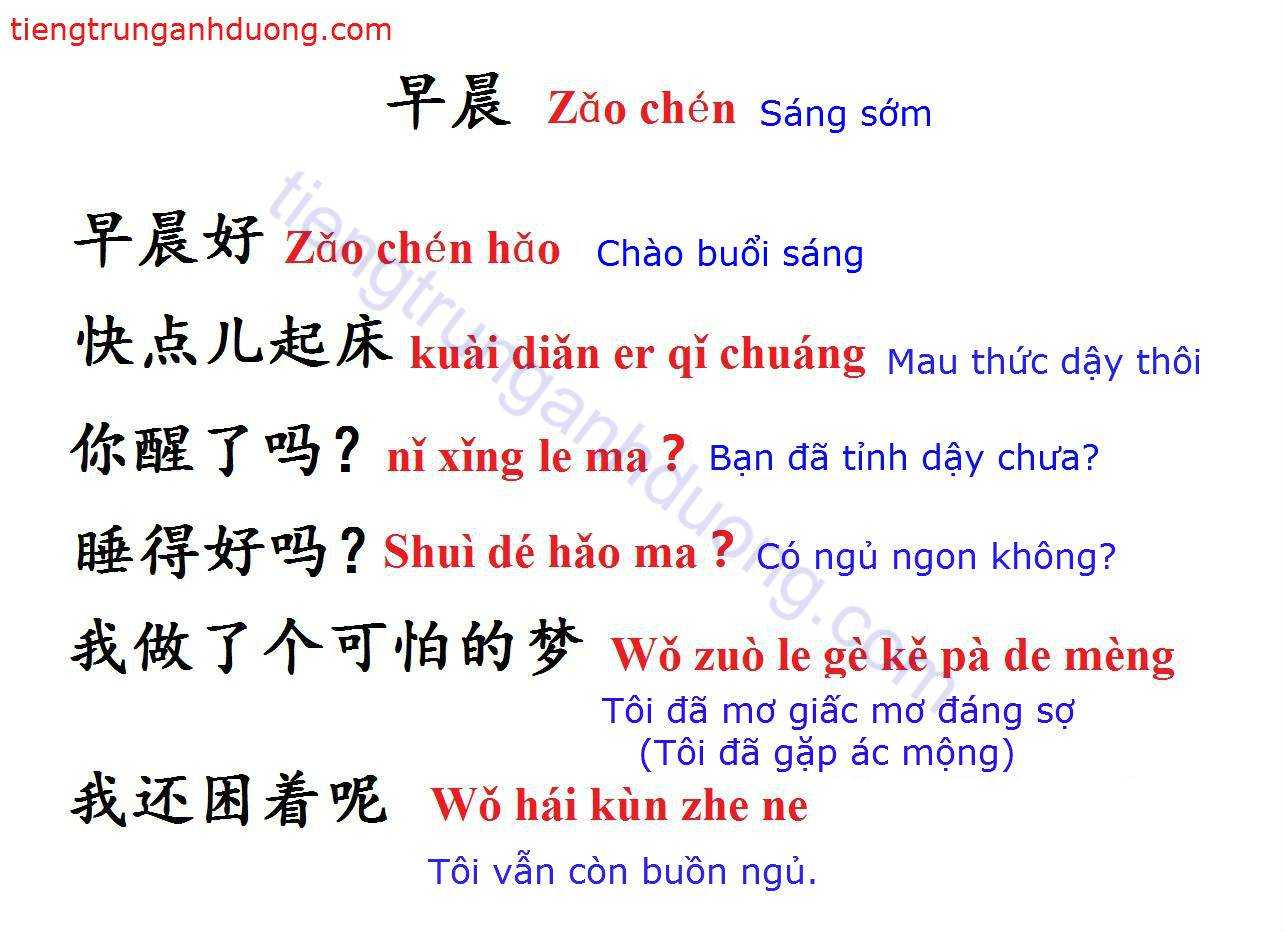 tiengtrunganhduong.com
早晨 Zǎo chén Sáng sớm
早晨好 Zǎo chén hǎo Chào buổi sáng
快点儿起床 kuài diǎn er qǐ chuáng Mau thức dậy thôi
你醒了吗? nǐ xǐng le ma? Bạn đã tỉnh dậy chưa?
睡得好吗? Shuì dé hǎo ma? Có ngủ ngon không?
我做了个可怕的梦 Wǒ zuò le gè kě pà de mèng
Tôi đã mơ giấc mơ đáng sợ
(Tôi đã gặp ác mộng)
我还困着呢 Wǒ hái kùn zhe ne
Tôi vẫn còn buồn ngủ.
tiengtrunganhduong.com